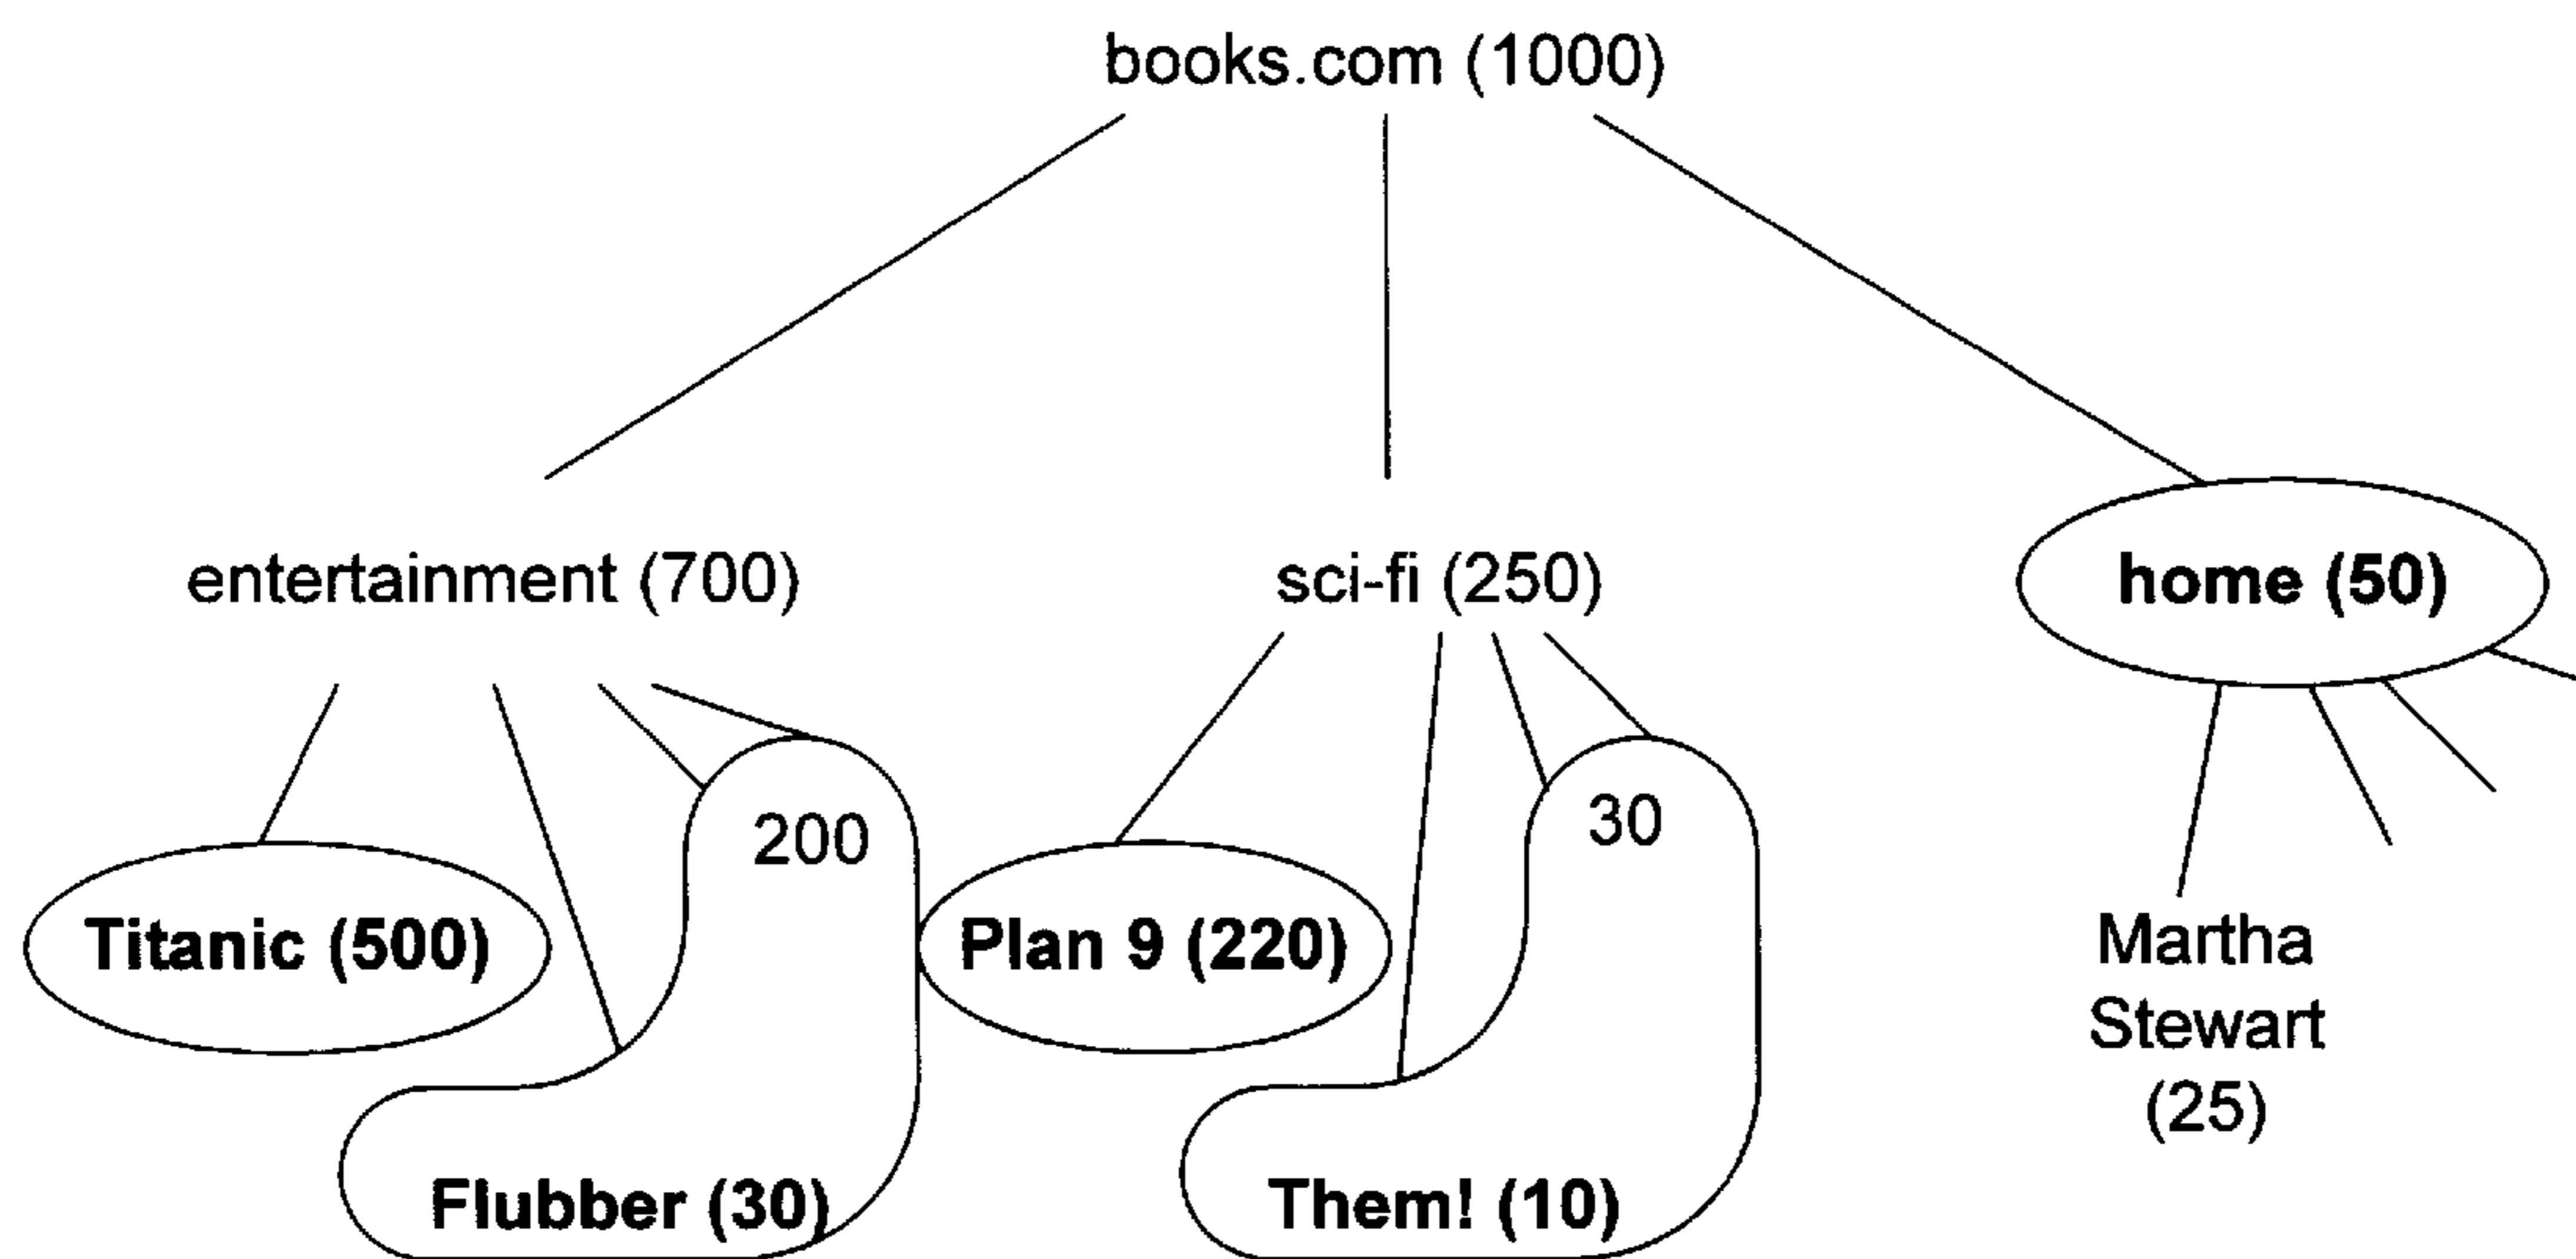 books.com (1000)
entertainment (700)
sci-fi (250)
home (50)
200
30
Titanic (500)
Plan 9 (220)
Martha
Stewart
(25)
Flubber (30)
Them! (10)